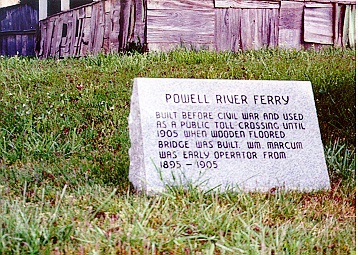 POWELL RIVER FERRY
BUILT BEFORE CIVIL WAR AND USED
AS A PUBLIC TOLL CROSSING UNTIL
1905 WHEN WOODEN FLOORED
BRIDGE WAS BUILT. WM. MARCUM
WAS EARLY OPERATOR FROM
1895 - 1905